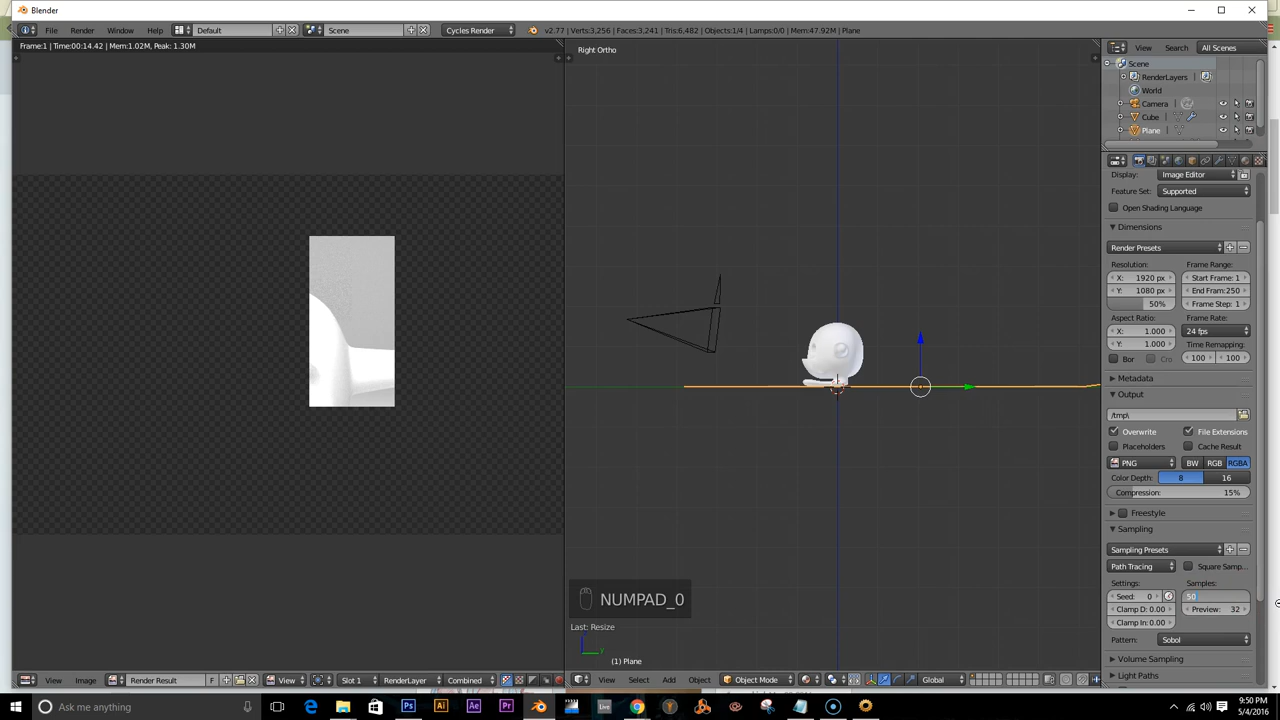 Blender
File Render Window Help Default Scene Cycles Render v2.77 | Verts:3,256 | Faces:3,241 | Tris:6,482 | Objects:1/4 | Lamps:0/0 | Mem:47.92M | Plane
View Search All Scenes
Frame:1 | Time:00:14.42 | Mem:1.02M, Peak: 1.30M
Right Ortho
Scene
RenderLayers
World
Camera
Cube
Plane
Display: Image Editor
Feature Set: Supported
Open Shading Language
Dimensions
Render Presets
Resolution: Frame Range:
X: 1920 px Start Frame: 1
Y: 1080 px End Fram:250
50% Frame Step: 1
Aspect Ratio: Frame Rate:
X: 1.000 24 fps
Y: 1.000 Time Remapping:
Bor Cro 100 100
Metadata
Output
/tmp\
Overwrite File Extensions
Placeholders Cache Result
PNG BW RGB RGBA
Color Depth: 8 16
Compression: 15%
Freestyle
Sampling
Sampling Presets
Path Tracing Square Samp...
Settings: Samples:
Seed: 0 50
Clamp D: 0.00 Preview: 32
Clamp In: 0.00
Pattern: Sobol
Volume Sampling
Light Paths
NUMPAD_0
Last: Resize
z
y
(1) Plane
View Image Render Result F View Slot 1 RenderLayer Combined
View Select Add Object Object Mode Global
Ask me anything
Ps Ai Ae Pr Live
9:50 PM
5/4/2016